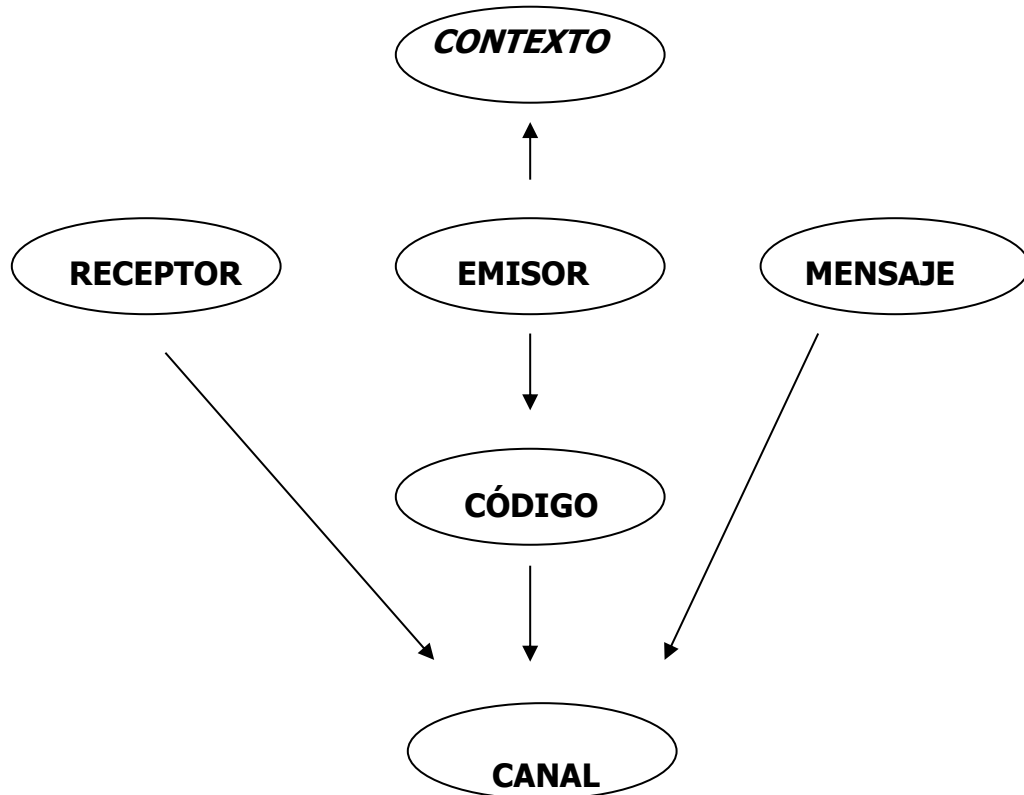 CONTEXTO
RECEPTOR
EMISOR
MENSAJE
CÓDIGO
CANAL